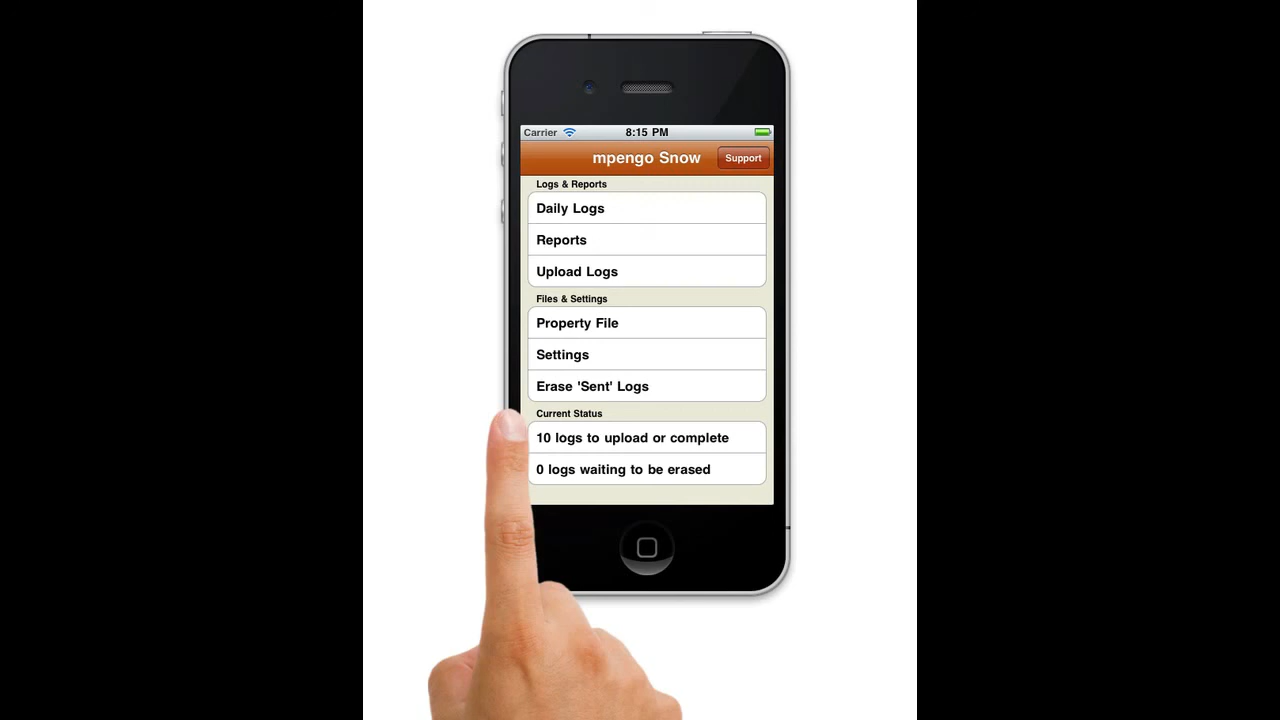 Carrier 8:15 PM
mpengo Snow Support
Logs & Reports
Daily Logs
Reports
Upload Logs
Files & Settings
Property File
Settings
Erase 'Sent' Logs
Current Status
10 logs to upload or complete
0 logs waiting to be erased